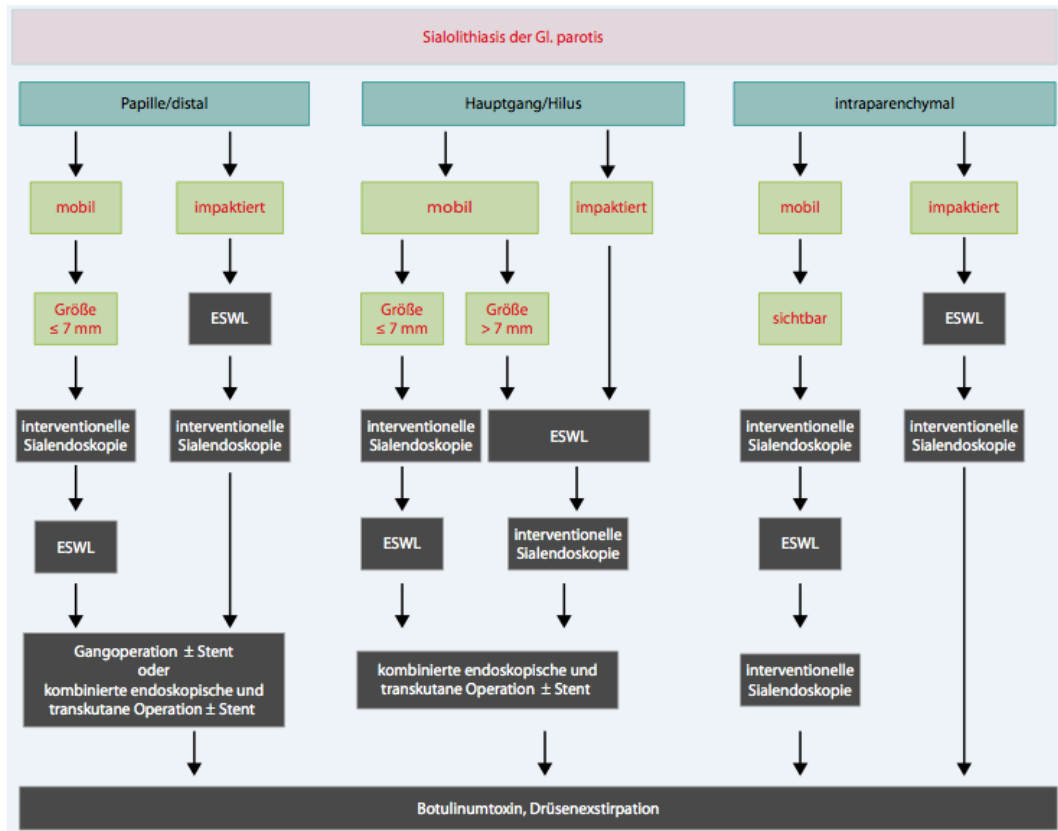 Sialolithiasis der Gl. parotis
Papille/distal
Hauptgang/Hilus
intraparenchymal
mobil
impaktiert
mobil
impaktiert
mobil
impaktiert
Größe
≤ 7 mm
ESWL
Größe
≤ 7 mm
Größe
> 7 mm
sichtbar
ESWL
interventionelle
Sialendoskopie
interventionelle
Sialendoskopie
interventionelle
Sialendoskopie
ESWL
interventionelle
Sialendoskopie
interventionelle
Sialendoskopie
ESWL
ESWL
interventionelle
Sialendoskopie
ESWL
Gangoperation ± Stent
oder
kombinierte endoskopische und
transkutane Operation ± Stent
kombinierte endoskopische und
transkutane Operation ± Stent
interventionelle
Sialendoskopie
Botulinumtoxin, Drüsenexstirpation